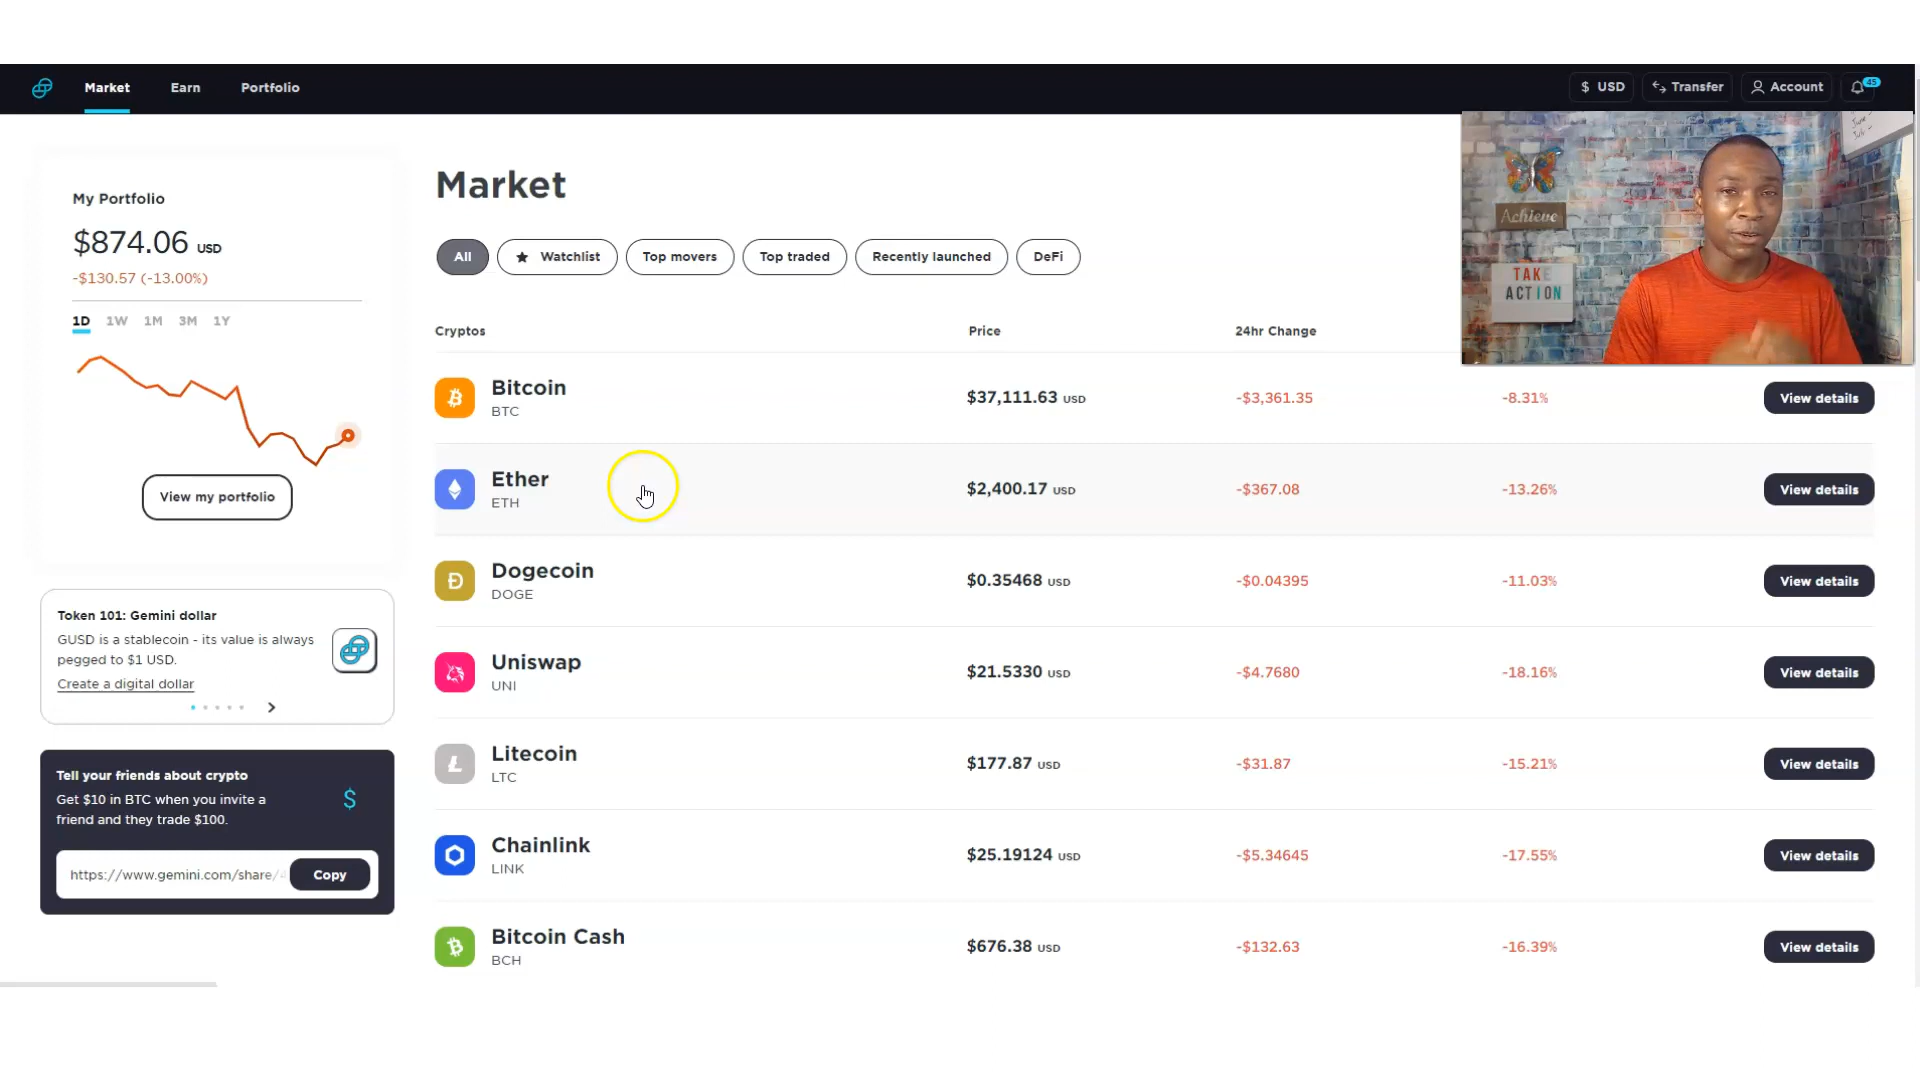 Market
Earn
Portfolio
$ USD
Transfer
Account
45
My Portfolio
$874.06 USD
-$130.57 (-13.00%)
1D 1W 1M 3M 1Y
View my portfolio
Token 101: Gemini dollar
GUSD is a stablecoin - its value is always
pegged to $1 USD.
Create a digital dollar
Tell your friends about crypto
Get $10 in BTC when you invite a
friend and they trade $100.
$
https://www.gemini.com/share/
Copy
Market
All
Watchlist
Top movers
Top traded
Recently launched
DeFi
Cryptos Price 24hr Change
Bitcoin
BTC
$37,111.63 USD
-$3,361.35
-8.31%
View details
Ether
ETH
$2,400.17 USD
-$367.08
-13.26%
View details
Dogecoin
DOGE
$0.35468 USD
-$0.04395
-11.03%
View details
Uniswap
UNI
$21.5330 USD
-$4.7680
-18.16%
View details
Litecoin
LTC
$177.87 USD
-$31.87
-15.21%
View details
Chainlink
LINK
$25.19124 USD
-$5.34645
-17.55%
View details
Bitcoin Cash
BCH
$676.38 USD
-$132.63
-16.39%
View details
Achieve
TAKE
ACTION
June
July